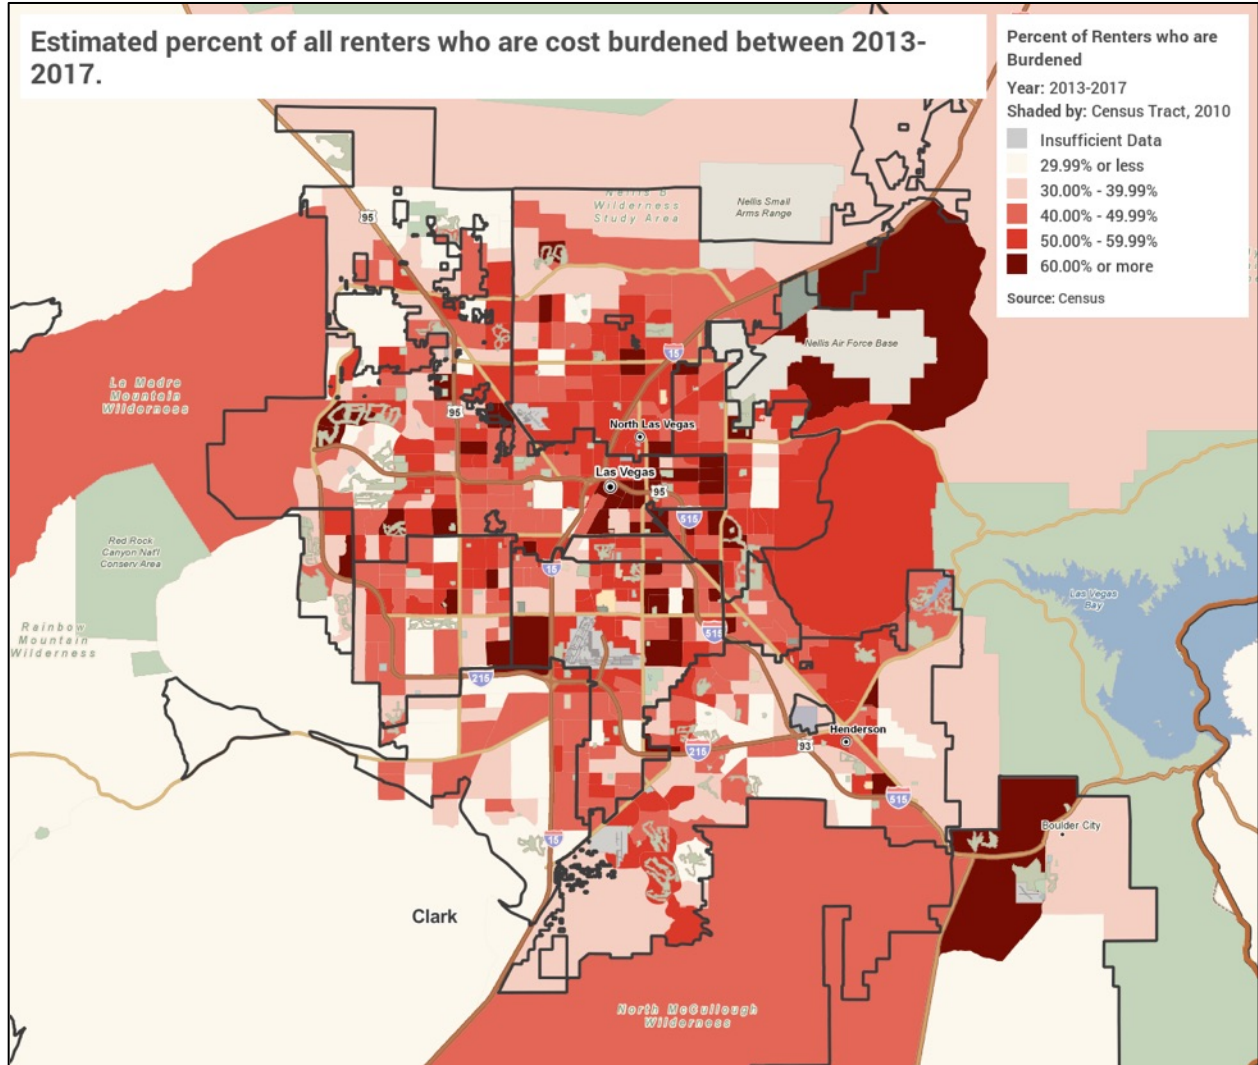 Estimated percent of all renters who are cost burdened between 2013-
2017.
Percent of Renters who are
Burdened
Year: 2013-2017
Shaded by: Census Tract, 2010
Insufficient Data
29.99% or less
30.00% - 39.99%
40.00% - 49.99%
50.00% - 59.99%
60.00% or more
Source: Census
Wilderness
Study Area
Nellis Small
Arms Range
95
Nellis Air Force Base
15
La Madre
Mountain
Wilderness
95
North Las Vegas
Las Vegas
95
515
Red Rock
Canyon Nat'l
Conserv Area
15
Las Vegas
Bay
Rainbow
Mountain
Wilderness
515
215
Henderson
93
215
515
Boulder City
15
Clark
North McCullough
Wilderness